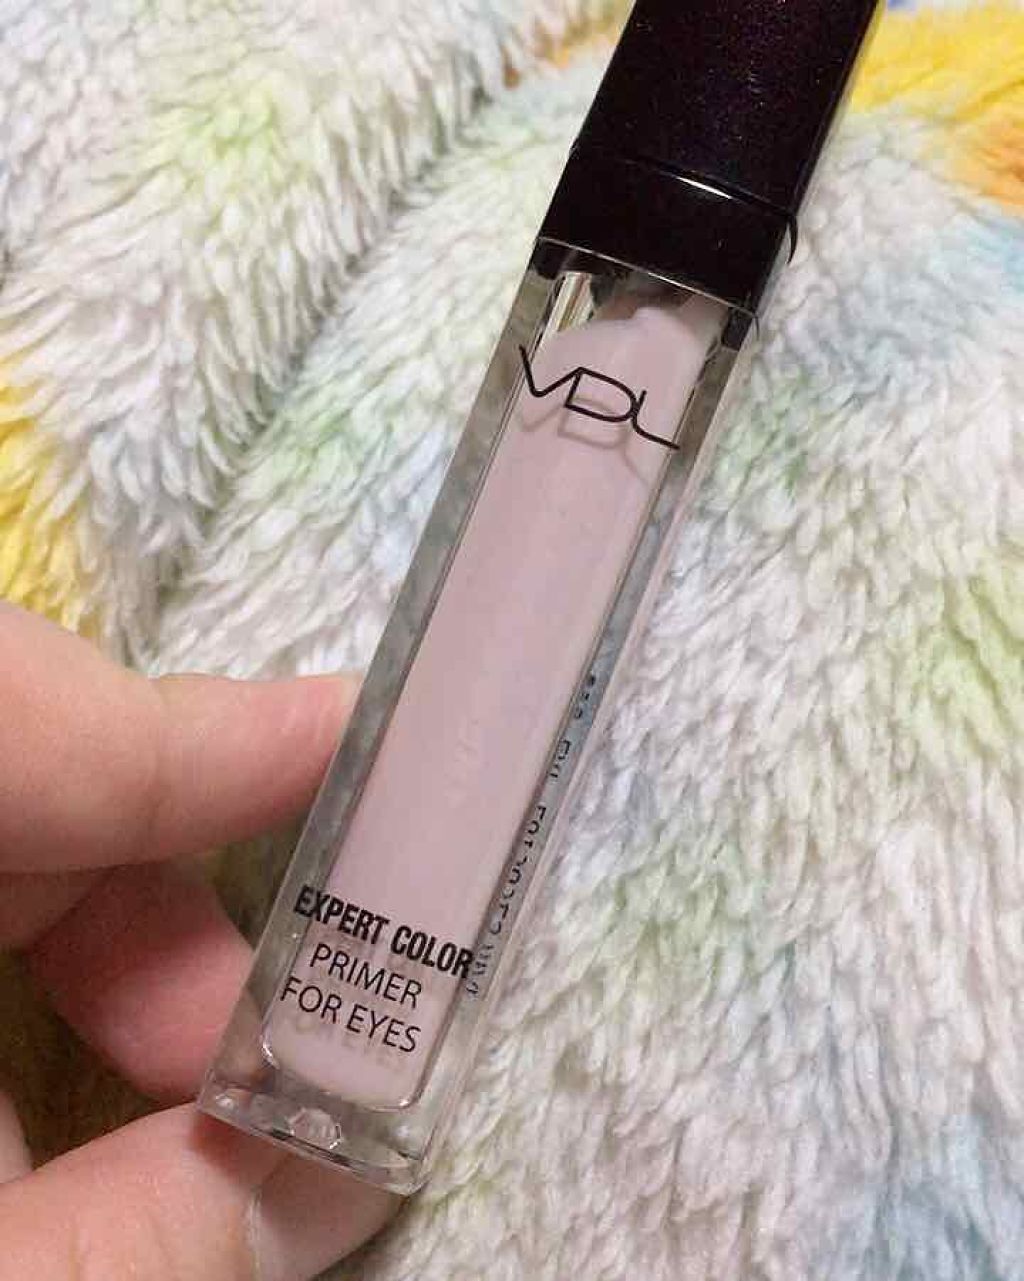 VDL
EXPERT COLOR
PRIMER
FOR EYES